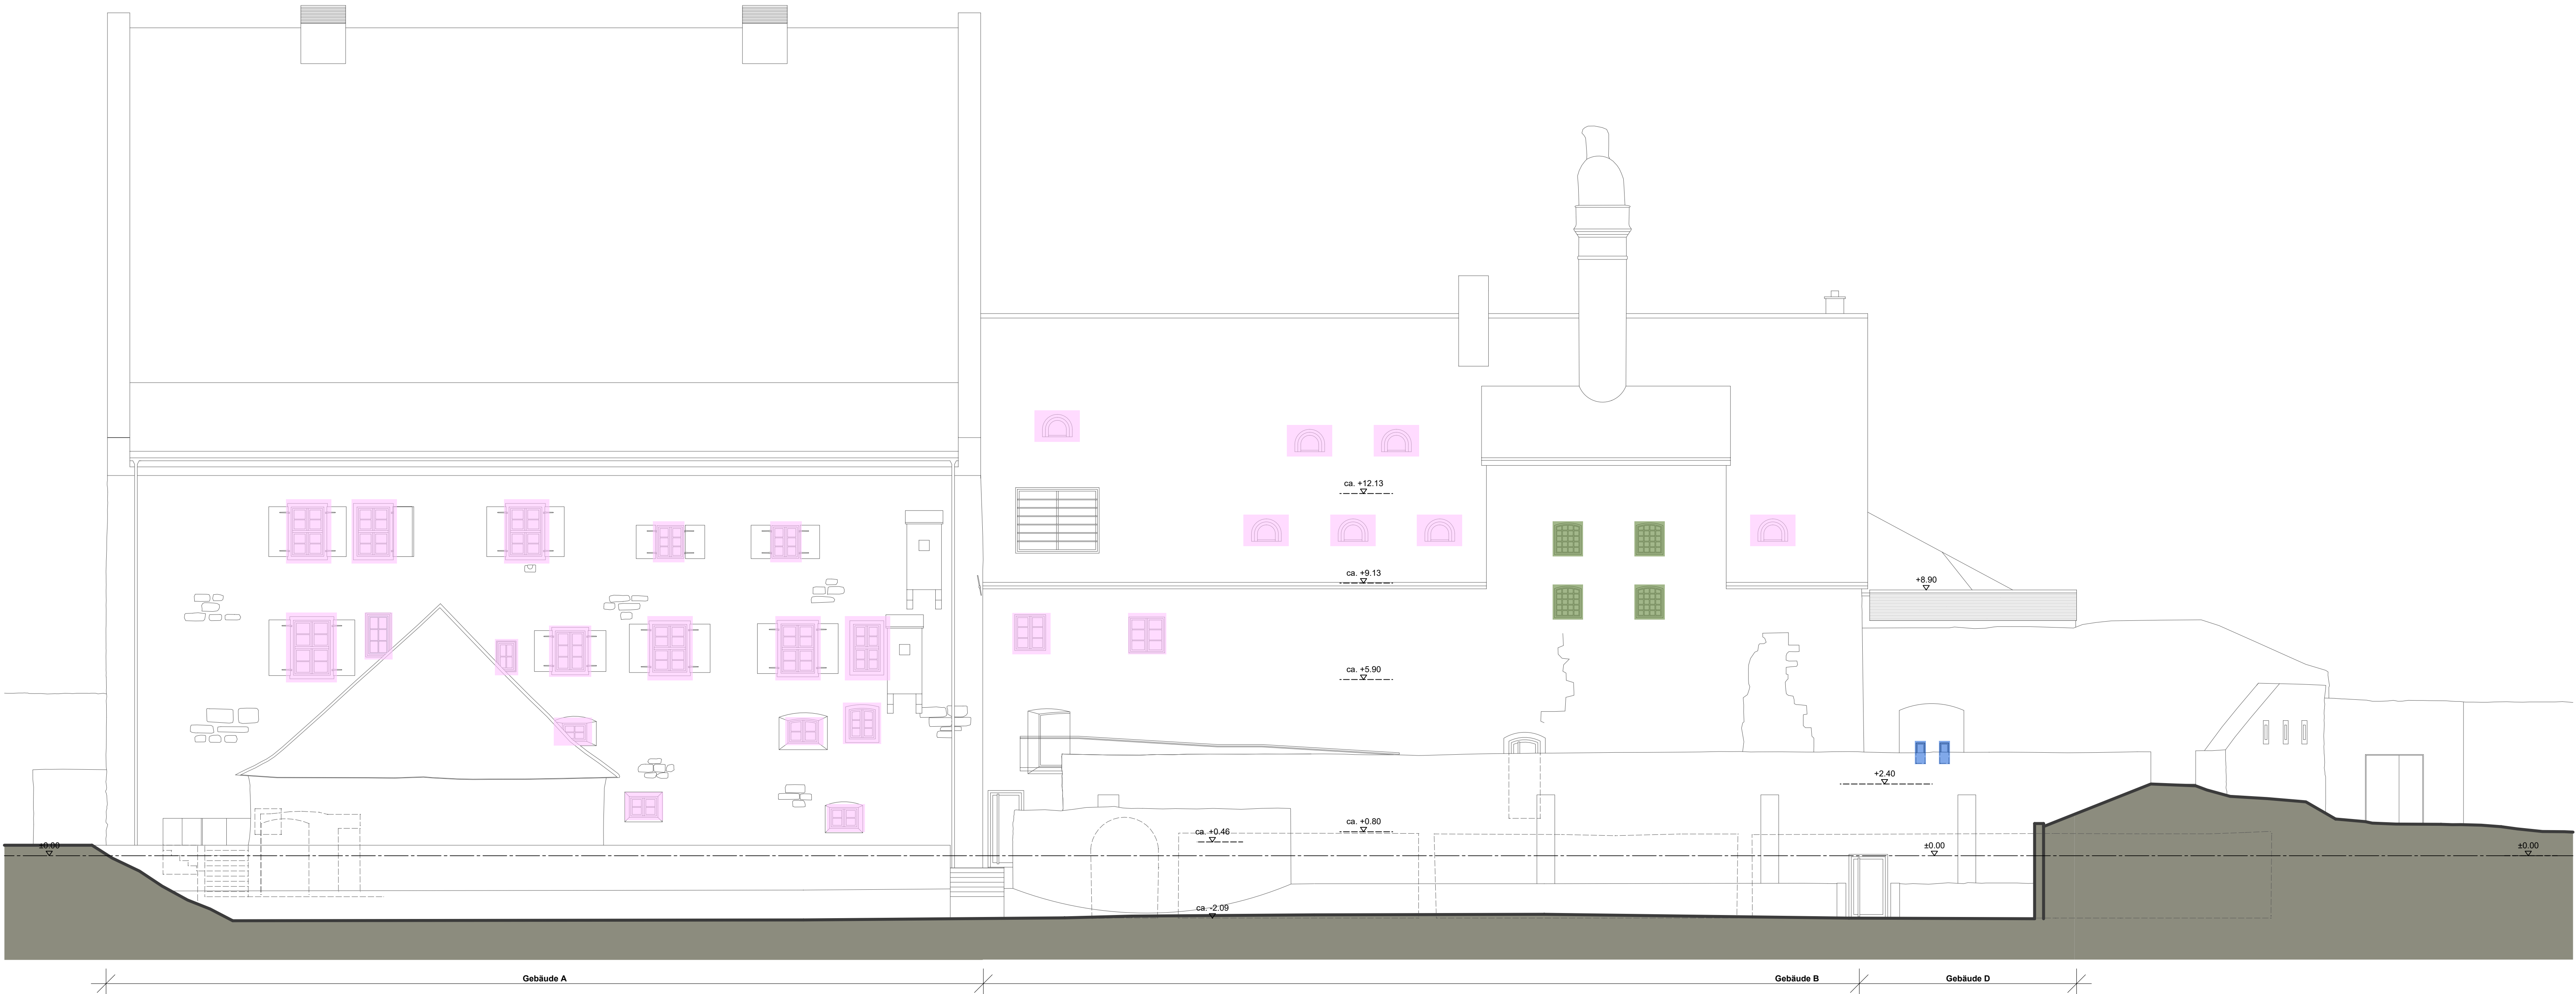 ca. +12.13
ca. +9.13
+8.90
ca. +5.90
+2.40
ca. +0.80
ca. +0.46
±0.00
±0.00
±0.00
ca. -2.09
Gebäude A
Gebäude B
Gebäude D